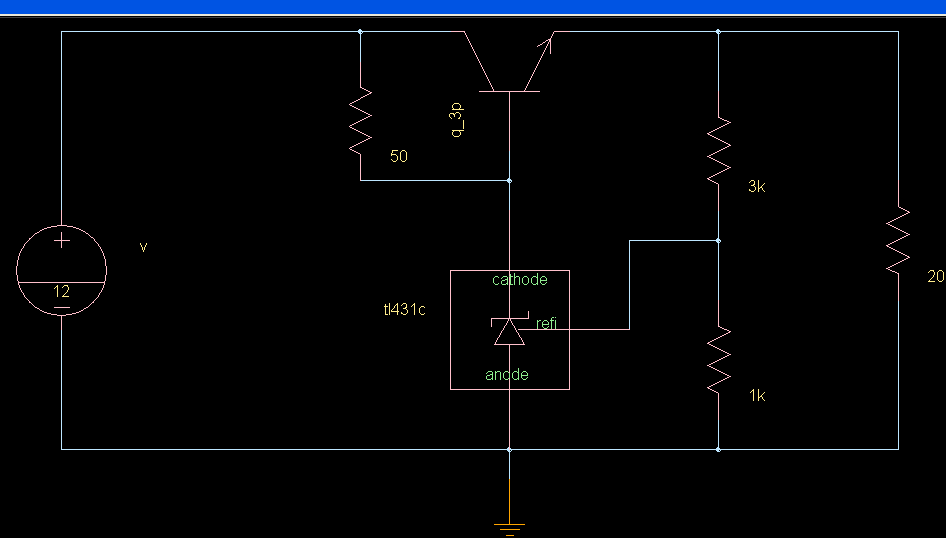 q_3p
50
3k
v
12
20
cathode
tl431c
refi
anode
1k